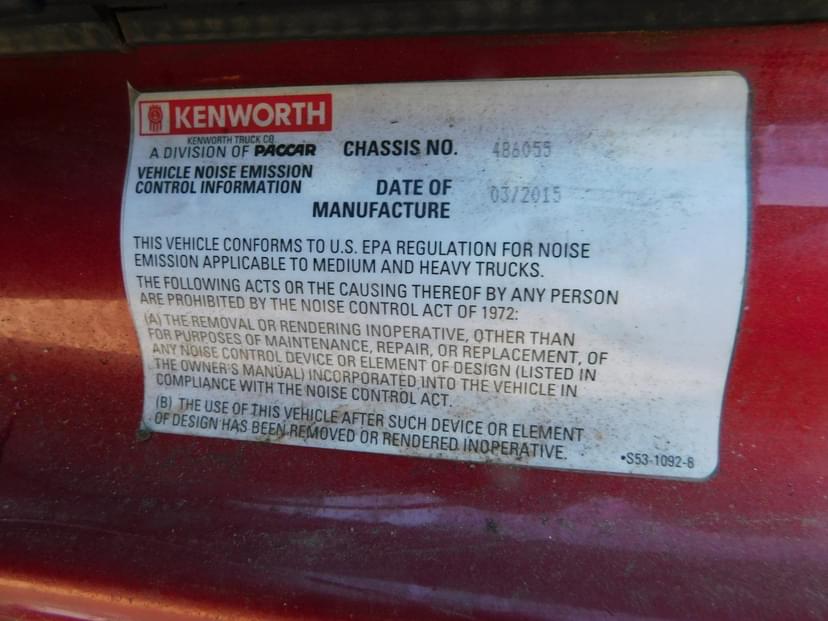 KENWORTH
KENWORTH TRUCK CO.
A DIVISION OF PACCAR
CHASSIS NO. 486055
VEHICLE NOISE EMISSION
CONTROL INFORMATION
DATE OF
MANUFACTURE
03/2015
THIS VEHICLE CONFORMS TO U.S. EPA REGULATION FOR NOISE
EMISSION APPLICABLE TO MEDIUM AND HEAVY TRUCKS.
THE FOLLOWING ACTS OR THE CAUSING THEREOF BY ANY PERSON
ARE PROHIBITED BY THE NOISE CONTROL ACT OF 1972:
(A) THE REMOVAL OR RENDERING INOPERATIVE, OTHER THAN
FOR PURPOSES OF MAINTENANCE, REPAIR, OR REPLACEMENT, OF
ANY NOISE CONTROL DEVICE OR ELEMENT OF DESIGN (LISTED IN
THE OWNER'S MANUAL) INCORPORATED INTO THE VEHICLE IN
COMPLIANCE WITH THE NOISE CONTROL ACT.
(B) THE USE OF THIS VEHICLE AFTER SUCH DEVICE OR ELEMENT
OF DESIGN HAS BEEN REMOVED OR RENDERED INOPERATIVE.
•S53-1092-8